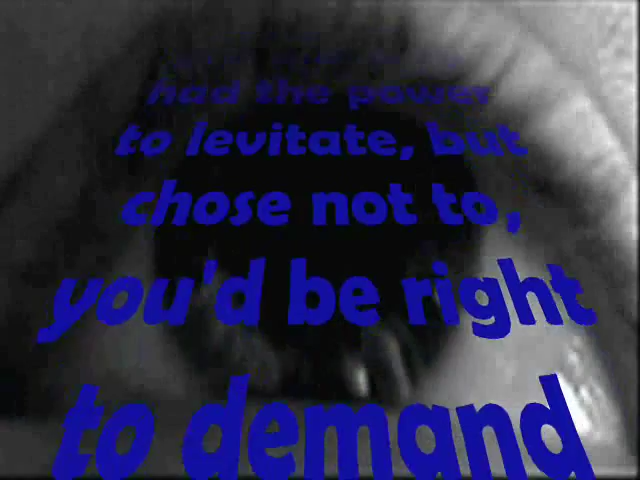 had the power
to levitate, but
chose not to,
you'd be right
to demand